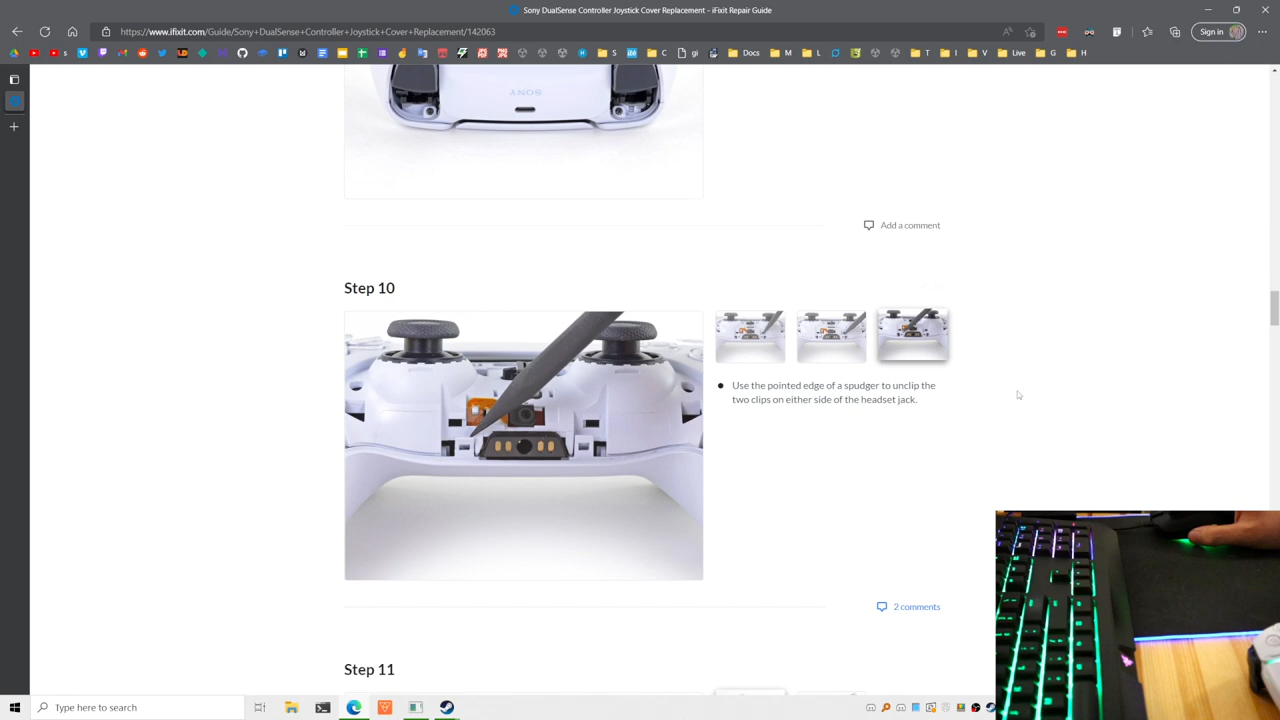 Sony DualSense Controller Joystick Cover Replacement - iFixit Repair Guide
https://www.ifixit.com/Guide/Sony+DualSense+Controller+Joystick+Cover+Replacement/142063
Sign in
s
S
C
gi
Docs
M
L
T
I
V
Live
G
H
SONY
Add a comment
Step 10
Use the pointed edge of a spudger to unclip the
two clips on either side of the headset jack.
2 comments
Step 11
Type here to search